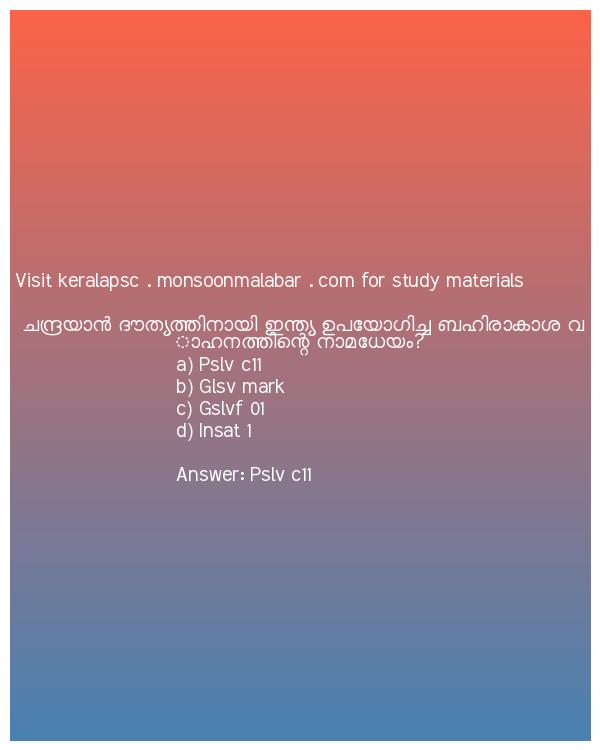 Visit keralapsc . monsoonmalabar . com for study materials
ചന്ദ്രയാൻ ദൗത്യത്തിനായി ഇന്ത്യ ഉപയോഗിച്ച ബഹിരാകാശ വ
ാഹനത്തിന്റെ നാമധേയം?
a) Pslv c11
b) Glsv mark
c) Gslvf 01
d) Insat 1
Answer: Pslv c11